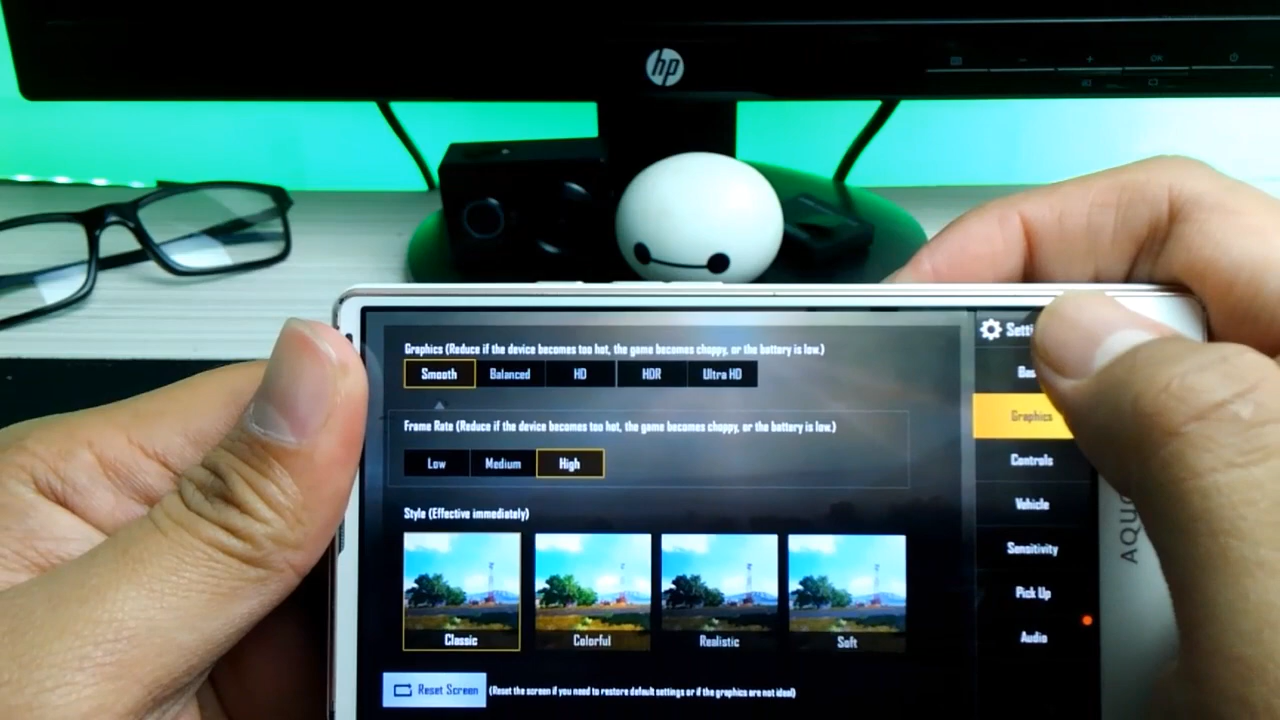 hp
Graphics (Reduce if the device becomes too hot, the game becomes choppy, or the battery is low.)
Smooth Balanced HD HDR Ultra HD
Frame Rate (Reduce if the device becomes too hot, the game becomes choppy, or the battery is low.)
Low Medium High
Style (Effective immediately)
Classic Colorful Realistic Soft
Reset Screen (Reset the screen if you need to restore default settings or if the graphics are not ideal)
Graphics
Controls
Vehicle
Sensitivity
Pick Up
Audio